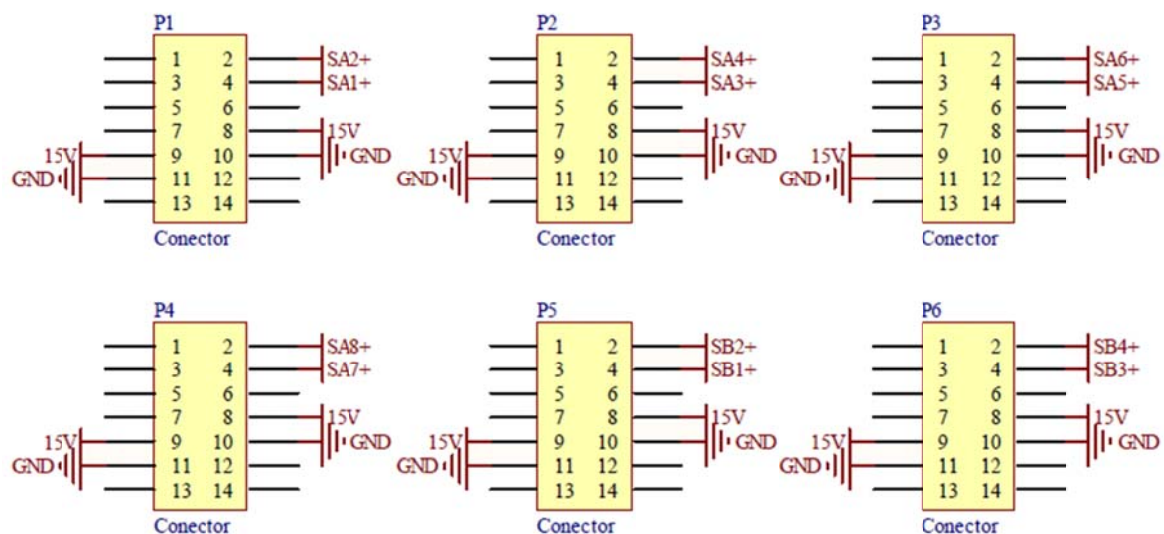 P1 P2 P3
1 2 SA2+ 1 2 SA4+ 1 2 SA6+
3 4 SA1+ 3 4 SA3+ 3 4 SA5+
5 6 5 6 5 6
7 8 15V 7 8 15V 7 8 15V
15V 9 10 GND 15V 9 10 GND 15V 9 10 GND
GND 11 12 GND 11 12 GND 11 12
13 14 13 14 13 14
Conector Conector Conector
P4 P5 P6
1 2 SA8+ 1 2 SB2+ 1 2 SB4+
3 4 SA7+ 3 4 SB1+ 3 4 SB3+
5 6 5 6 5 6
7 8 15V 7 8 15V 7 8 15V
15V 9 10 GND 15V 9 10 GND 15V 9 10 GND
GND 11 12 GND 11 12 GND 11 12
13 14 13 14 13 14
Conector Conector Conector